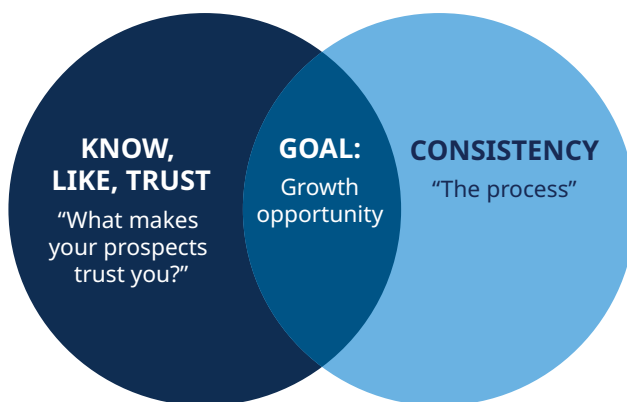 KNOW,
LIKE, TRUST
“What makes
your prospects
trust you?”
GOAL:
Growth
opportunity
CONSISTENCY
“The process”